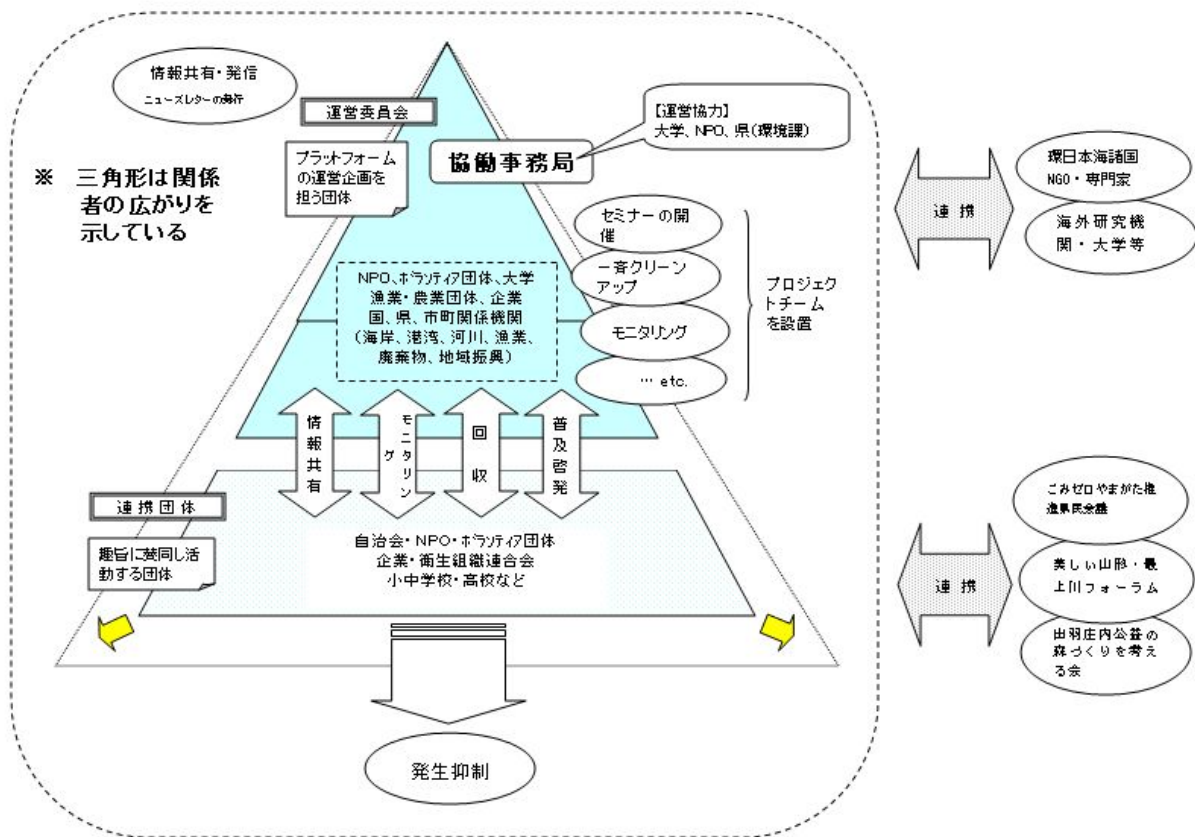 情報共有・発信
ニューズレターの発行
運営委員会
プラットフォーム
の運営企画を
担う団体
【運営協力】
大学、NPO、県(環境課)
協働事務局
※ 三角形は関係
者の広がりを
示している
セミナーの開
催
一斉クリーン
アップ
モニタリング
… etc.
プロジェク
トチーム
を設置
NPO、ボランティア団体、大学
漁業・農業団体、企業
国、県、市町関係機関
(海岸、港湾、河川、漁業、
廃棄物、地域振興)
情報共有
モニタリン
グ
回収
普及啓発
連携団体
趣旨に賛同し活
動する団体
自治会・NPO・ボランティア団体
企業・衛生組織連合会
小中学校・高校など
発生抑制
連携
環日本海諸国
NGO・専門家
海外研究機
関・大学等
連携
ごみゼロやまがた推
進県民会議
美しい山形・最
上川フォーラム
出羽庄内公益の
森づくりを考え
る会